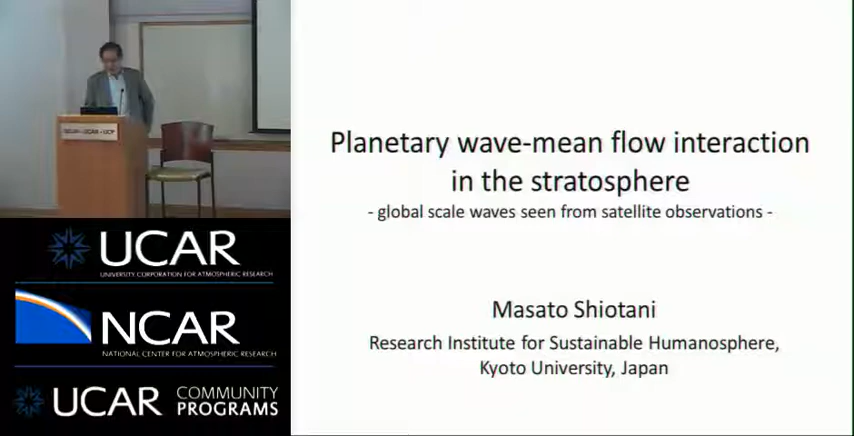 Planetary wave-mean flow interaction
in the stratosphere
- global scale waves seen from satellite observations -
Masato Shiotani
Research Institute for Sustainable Humanosphere,
Kyoto University, Japan
UCAR
UNIVERSITY CORPORATION FOR ATMOSPHERIC RESEARCH
NCAR
NATIONAL CENTER FOR ATMOSPHERIC RESEARCH
UCAR
COMMUNITY
PROGRAMS